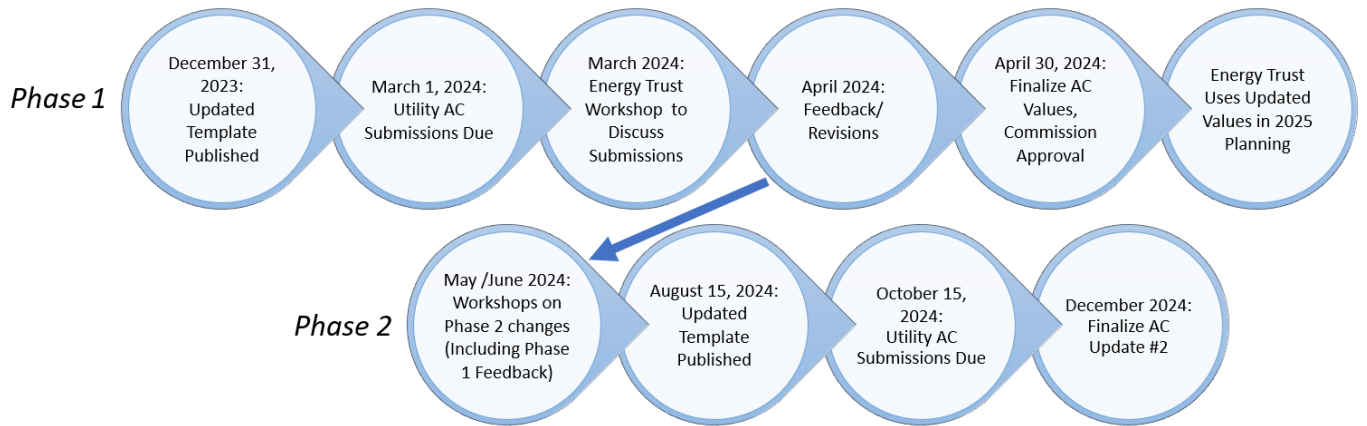 Phase 1
December 31,
2023:
Updated
Template
Published
March 1, 2024:
Utility AC
Submissions Due
March 2024:
Energy Trust
Workshop to
Discuss
Submissions
April 2024:
Feedback/
Revisions
April 30, 2024:
Finalize AC
Values,
Commission
Approval
Energy Trust
Uses Updated
Values in 2025
Planning
Phase 2
May /June 2024:
Workshops on
Phase 2 changes
(Including Phase
1 Feedback)
August 15, 2024:
Updated
Template
Published
October 15,
2024:
Utility AC
Submissions Due
December 2024:
Finalize AC
Update #2